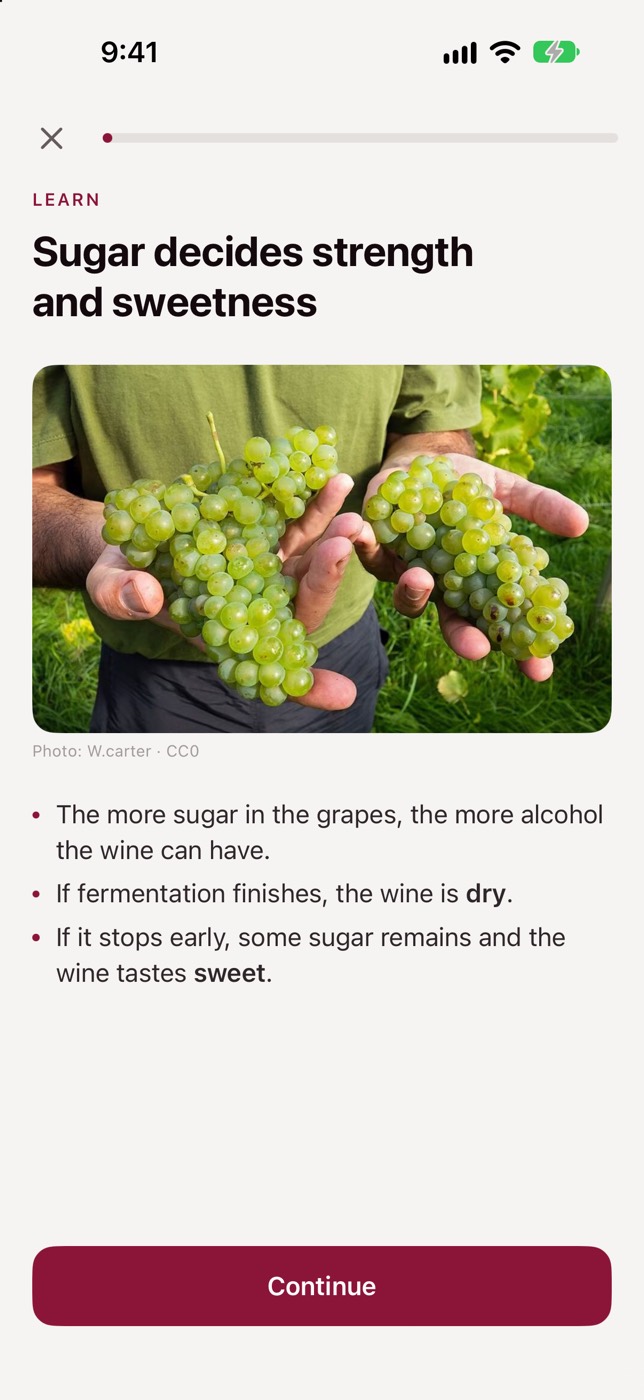 9:41
LEARN
Sugar decides strength
and sweetness
Photo: W.carter · CC0
• The more sugar in the grapes, the more alcohol
the wine can have.
• If fermentation finishes, the wine is dry.
• If it stops early, some sugar remains and the
wine tastes sweet.
Continue